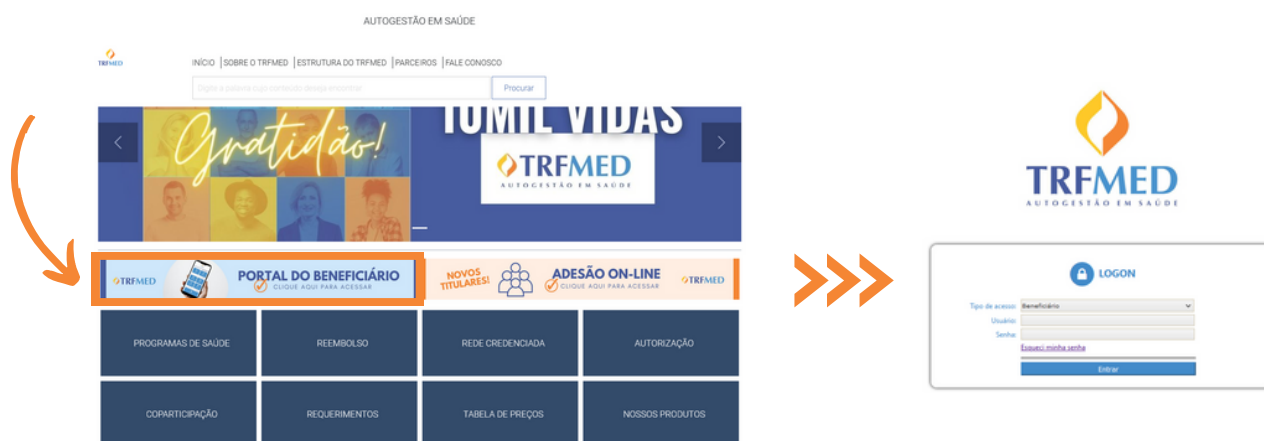 AUTOGESTÃO EM SAÚDE
TRFMED
INÍCIO | SOBRE O TRFMED | ESTRUTURA DO TRFMED | PARCEIROS | FALE CONOSCO
Digite a palavra o
Procurar
Gratidão!
10MIL VIDAS
TRFMED
AUTOGESTÃO EM SAÚDE
TRFMED
PORTAL DO BENEFICIÁRIO
CLIQUE AQUI PARA ACESSAR
NOVOS
TITULARES!
ADESÃO ON-LINE
CLIQUE AQUI PARA ACESSAR
TRFMED
PROGRAMAS DE SAÚDE
REEMBOLSO
REDE CREDENCIADA
AUTORIZAÇÃO
COPARTICIPAÇÃO
REQUERIMENTOS
TABELA DE PREÇOS
NOSSOS PRODUTOS
TRFMED
AUTOGESTÃO EM SAÚDE
LOGON
Tipo de acesso: Beneficiário
Usuário:
Senha:
Esqueci minha senha
Entrar